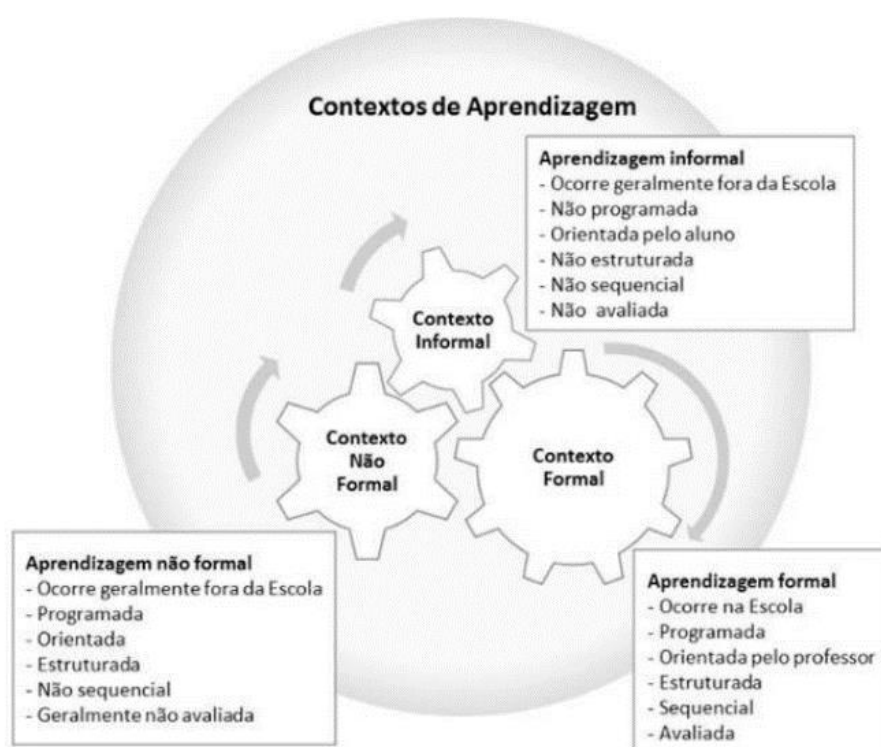 Contextos de Aprendizagem
Aprendizagem informal
- Ocorre geralmente fora da Escola
- Não programada
- Orientada pelo aluno
- Não estruturada
- Não sequencial
- Não avaliada
Contexto
Informal
Contexto
Não
Formal
Contexto
Formal
Aprendizagem não formal
- Ocorre geralmente fora da Escola
- Programada
- Orientada
- Estruturada
- Não sequencial
- Geralmente não avaliada
Aprendizagem formal
- Ocorre na Escola
- Programada
- Orientada pelo professor
- Estruturada
- Sequencial
- Avaliada